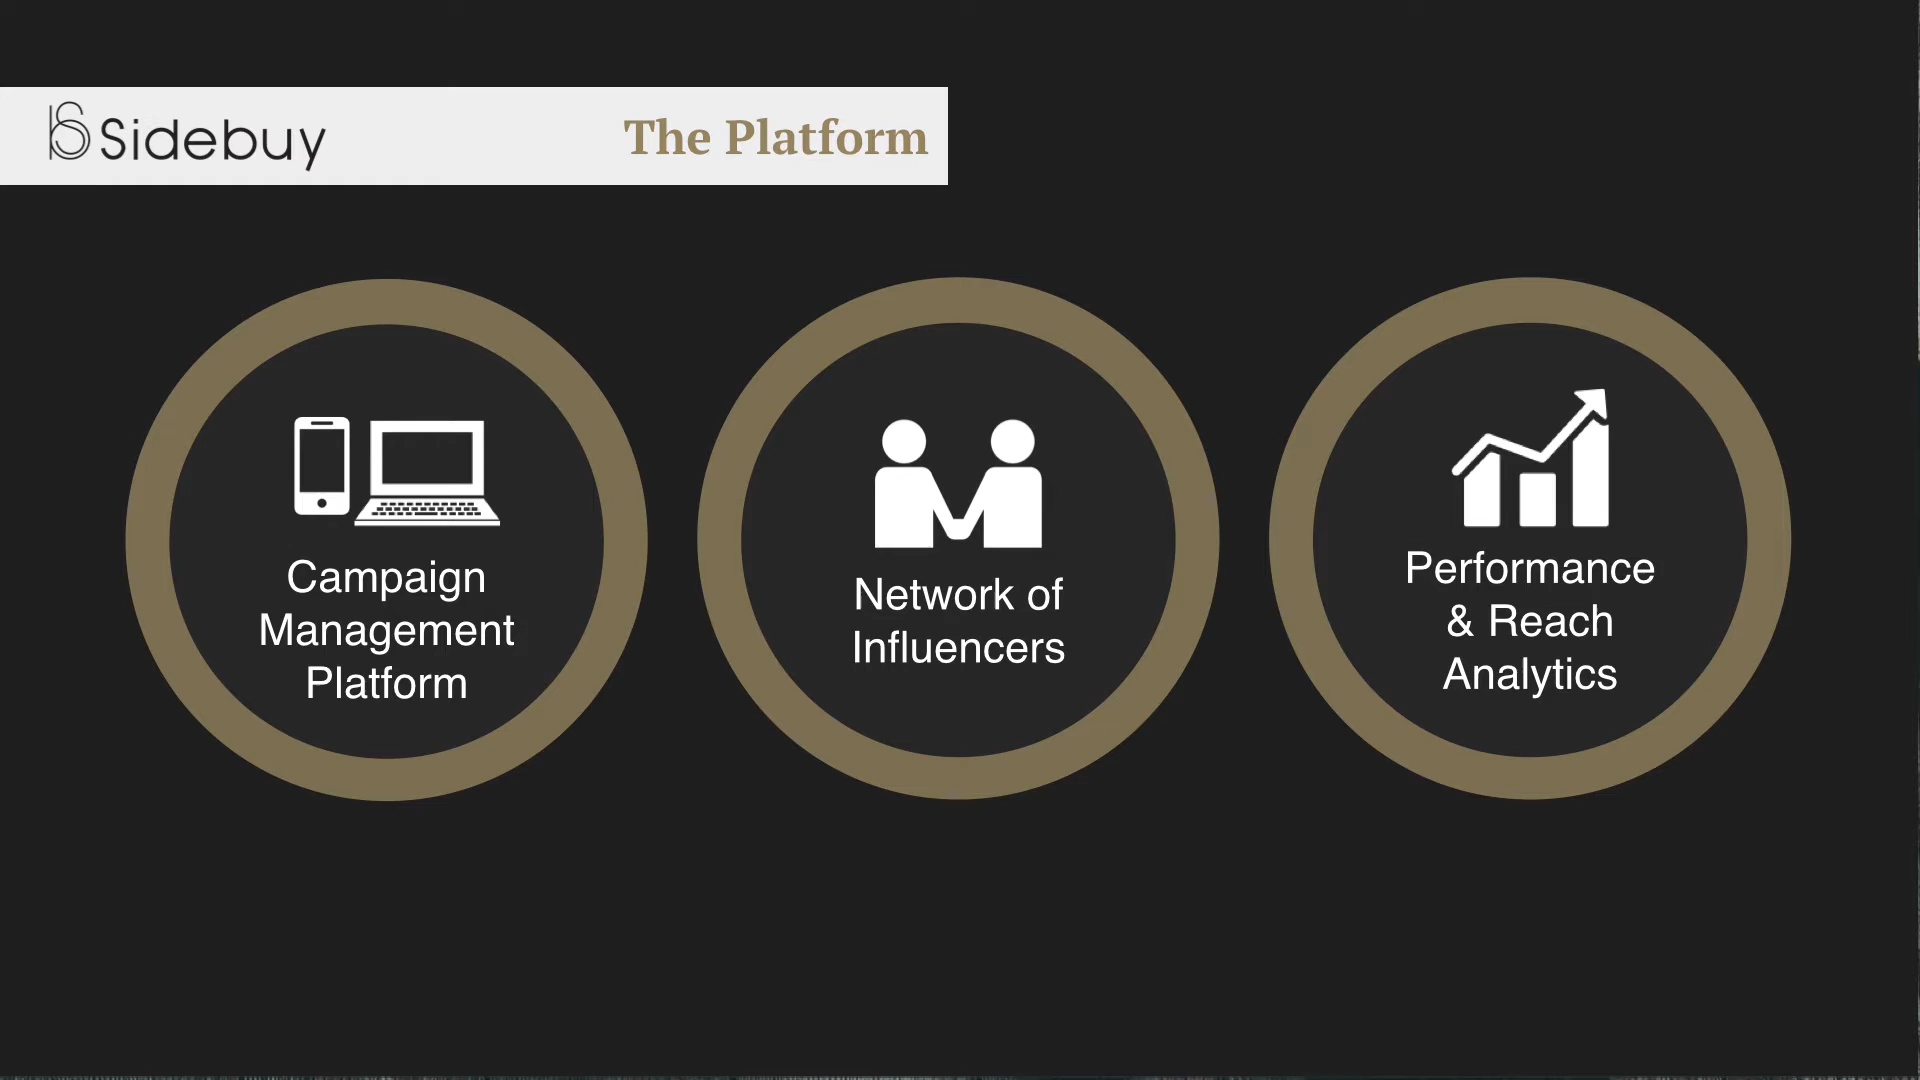 Sidebuy
The Platform
Campaign
Management
Platform
Network of
Influencers
Performance
& Reach
Analytics